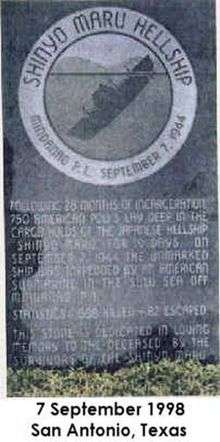 SHINYO MARU HELLSHIP
MINDANAO P.I. SEPTEMBER 7, 1944
FOLLOWING 28 MONTHS OF INCARCERATION
750 AMERICAN POW'S LAY DEEP IN THE
CARGO HOLDS OF THE JAPANESE HELLSHIP
SHINYO MARU FOR 19 DAYS. ON
SEPTEMBER 7, 1944 THE UNMARKED
SHIP WAS TORPEDOED BY AN AMERICAN
SUBMARINE IN THE SULU SEA OFF
MINDANAO P.I.
STATISTICS: 668 KILLED - 82 ESCAPED
THIS STONE IS DEDICATED IN LOVING
MEMORY TO THE DECEASED BY THE
SURVIVORS OF THE SHINYO MARU
7 September 1998
San Antonio, Texas